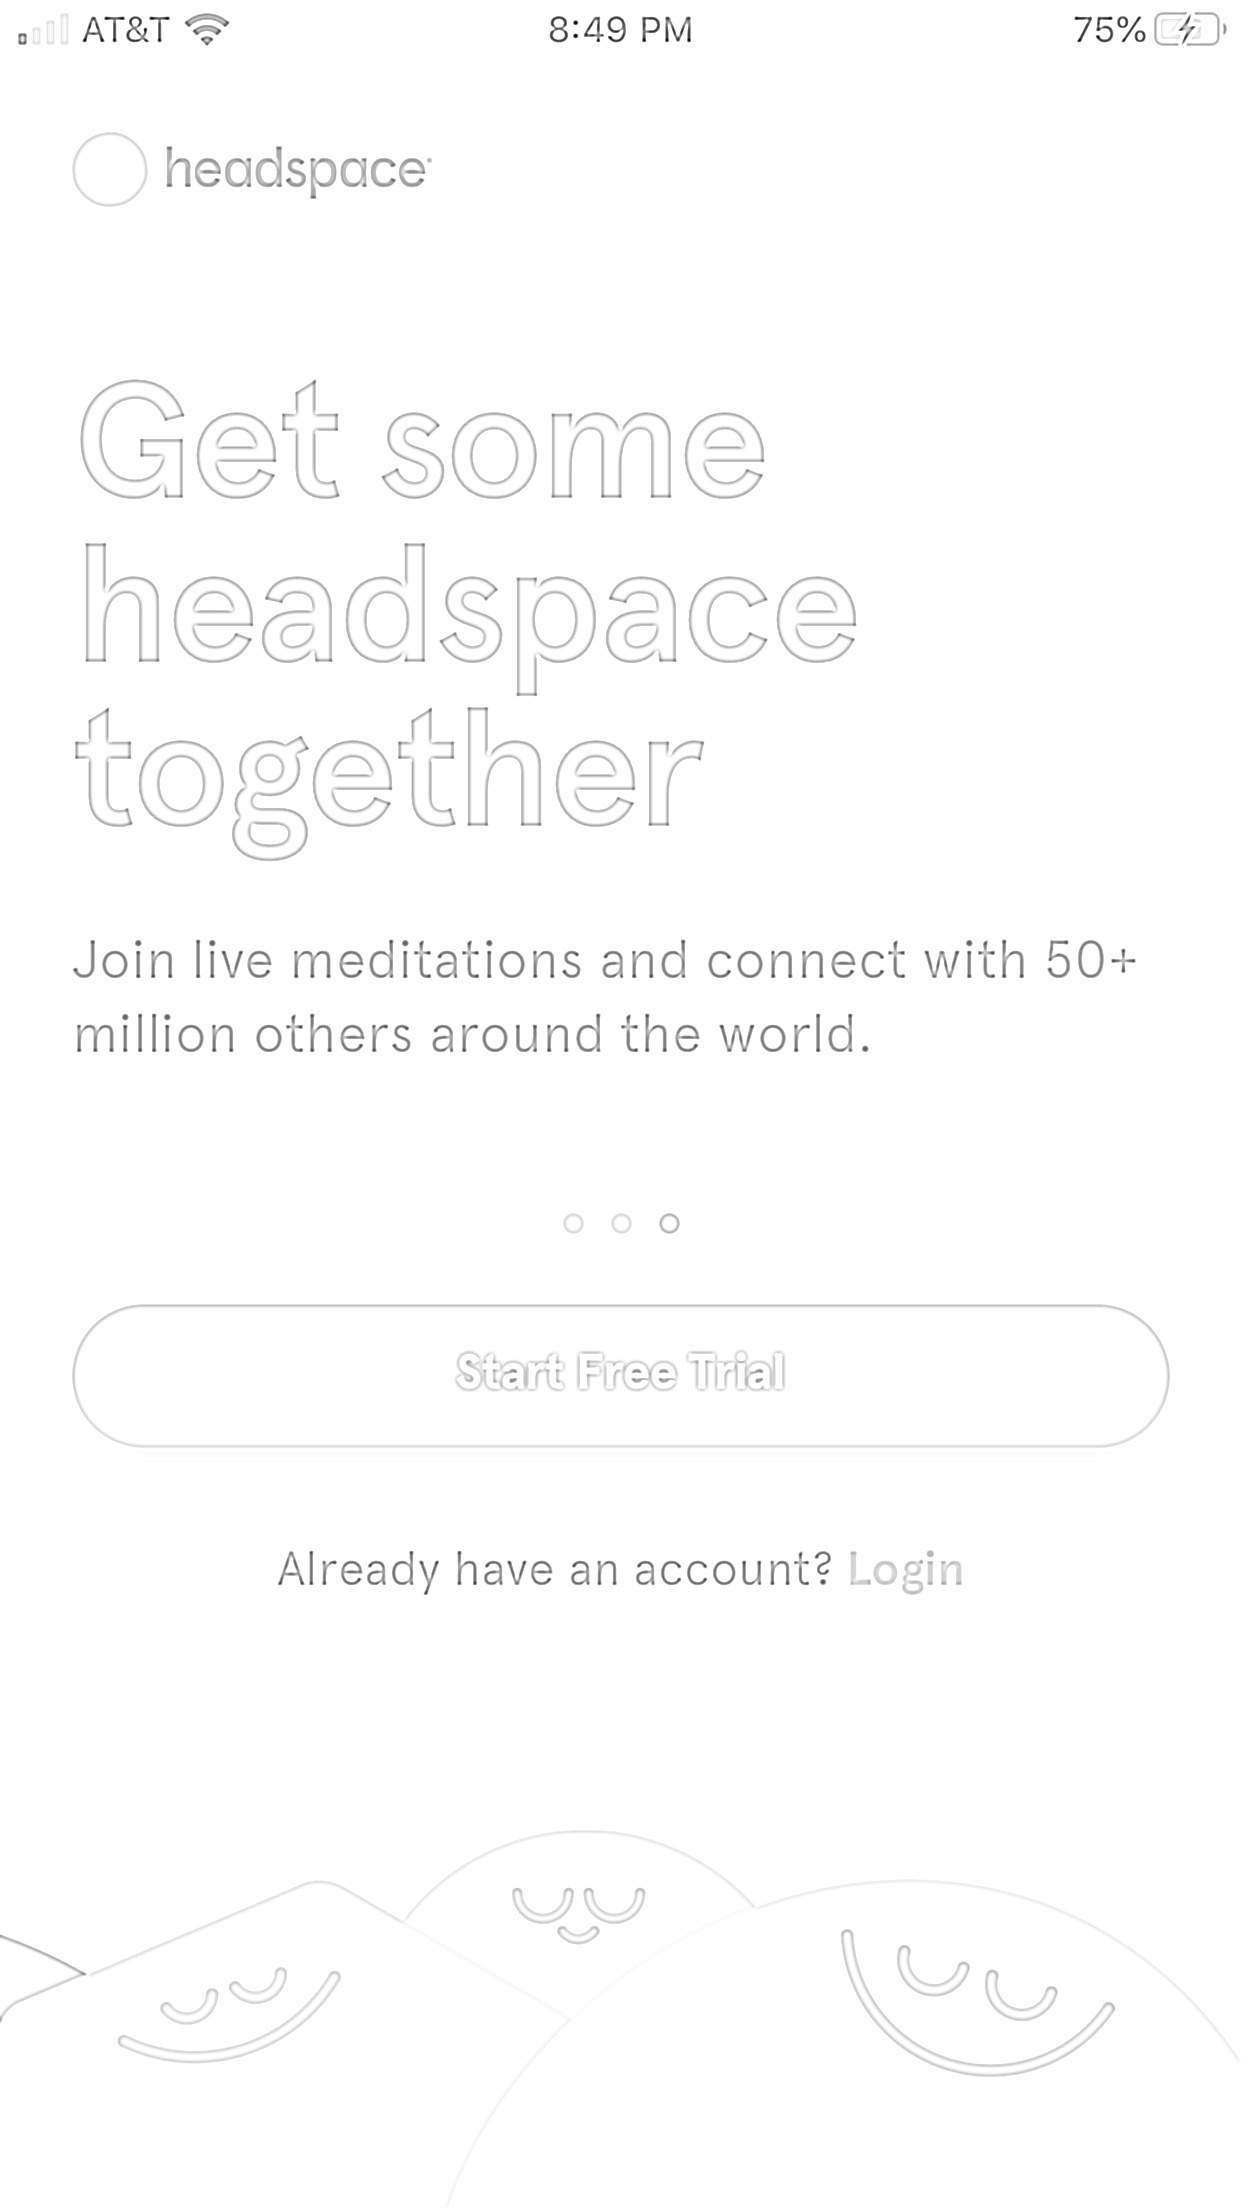 AT&T 8:49 PM 75%
headspace
Get some
headspace
together
Join live meditations and connect with 50+
million others around the world.
Start Free Trial
Already have an account? Login